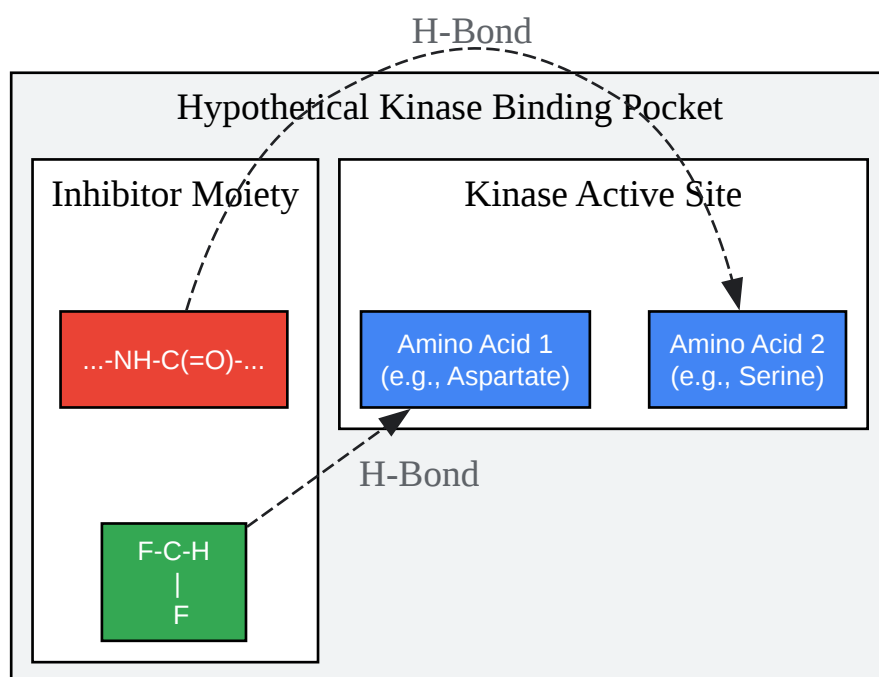 H-Bond
Hypothetical Kinase Binding Pocket
Inhibitor Moiety
Kinase Active Site
...-NH-C(=O)-...
Amino Acid 1
(e.g., Aspartate)
Amino Acid 2
(e.g., Serine)
H-Bond
F-C-H
|
F